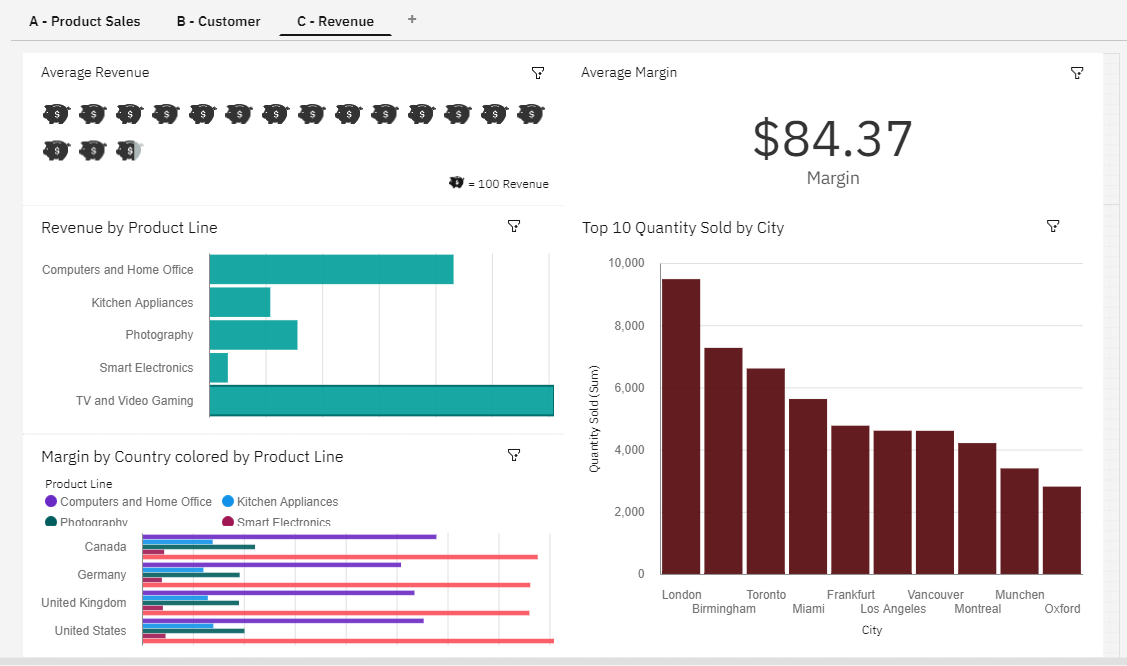 A - Product Sales
B - Customer
C - Revenue
+
Average Revenue
= 100 Revenue
Average Margin
$84.37
Margin
Revenue by Product Line
Computers and Home Office
Kitchen Appliances
Photography
Smart Electronics
TV and Video Gaming
Top 10 Quantity Sold by City
Quantity Sold (Sum)
10,000
8,000
6,000
4,000
2,000
0
London
Birmingham
Toronto
Miami
Frankfurt
Los Angeles
Vancouver
Montreal
Munchen
Oxford
City
Margin by Country colored by Product Line
Product Line
Computers and Home Office
Kitchen Appliances
Photography
Smart Electronics
Canada
Germany
United Kingdom
United States